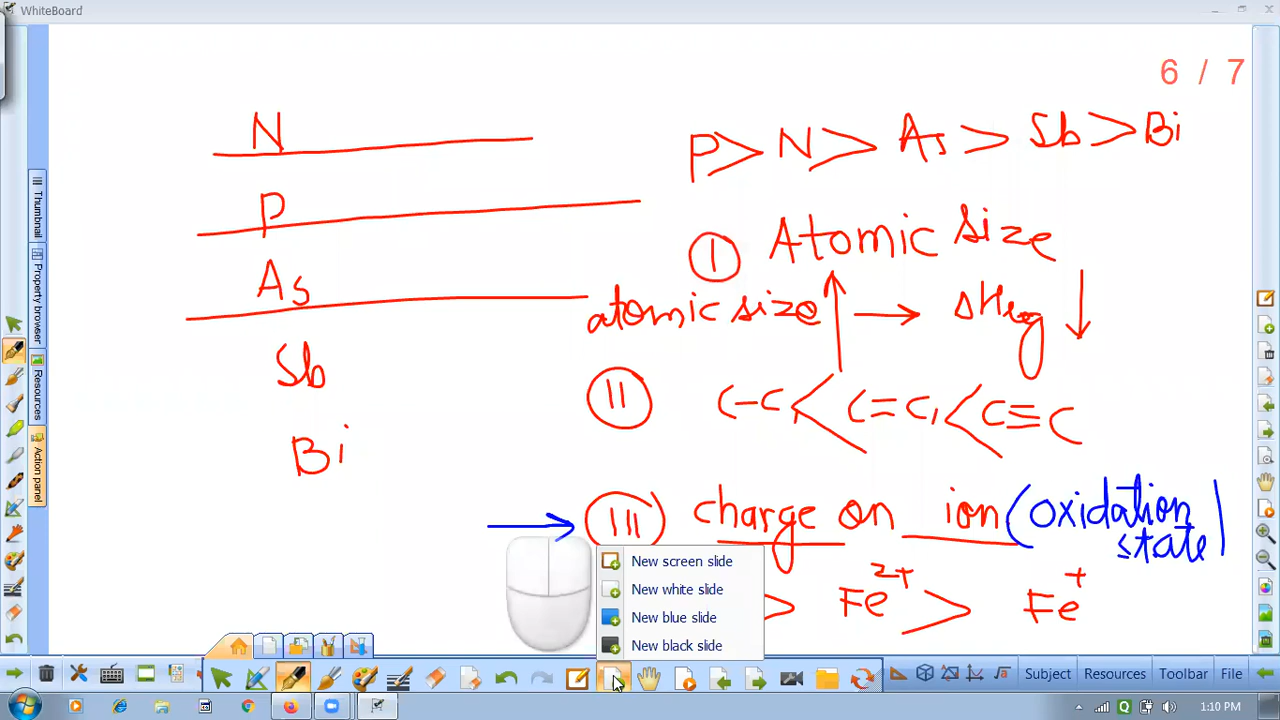 WhiteBoard
6 / 7
N
P
As
Sb
Bi
P > N > As > Sb > Bi
I Atomic size
atomic size → ΔHeg ↓
II C-C < C=C, < C≡C
III charge on ion (oxidation
state
> Fe2+ > Fe+
New screen slide
New white slide
New blue slide
New black slide
Thumbnail
Property browser
Resources
Action panel
Subject
Resources
Toolbar
File
1:10 PM